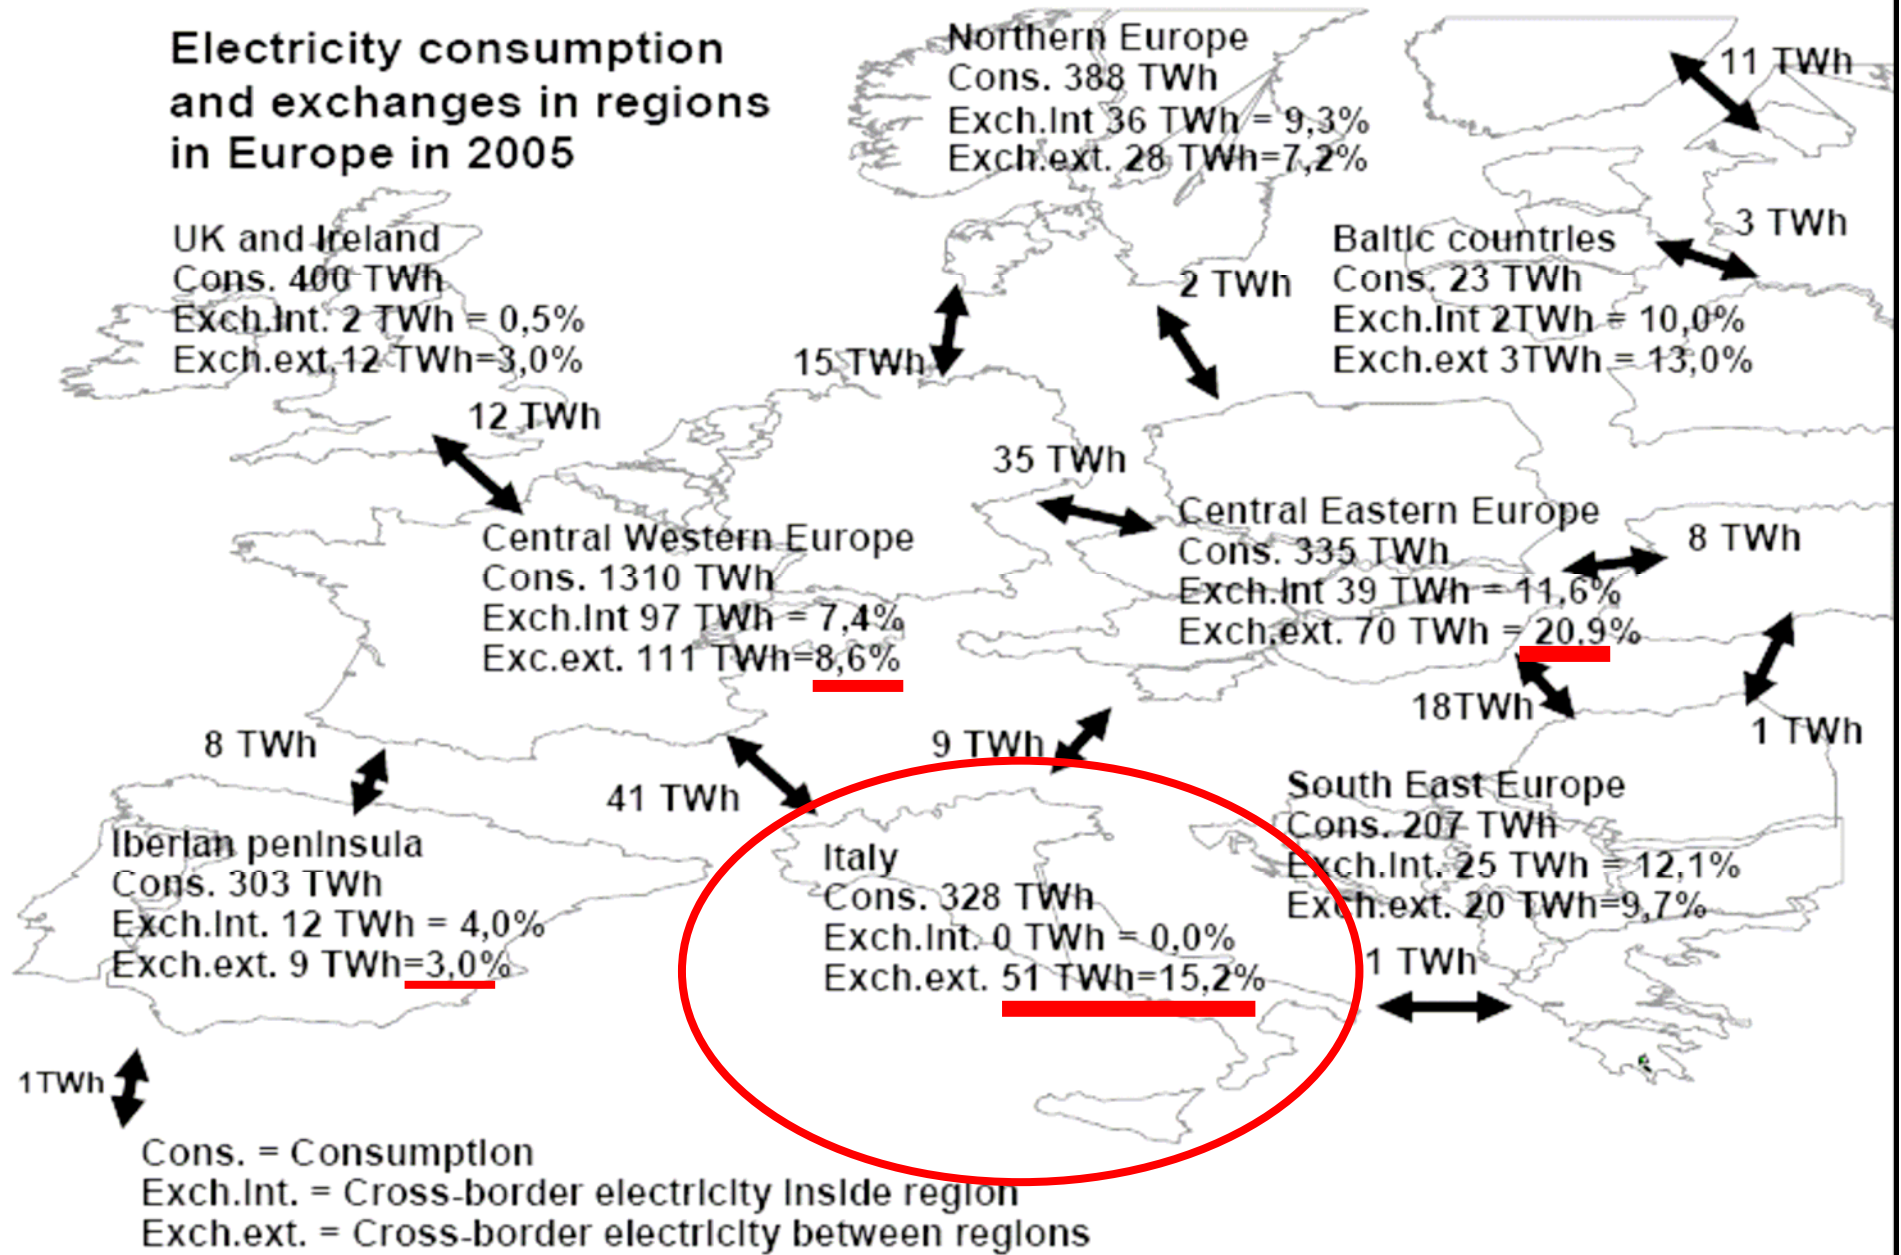 Electricity consumption
and exchanges in regions
in Europe in 2005
Northern Europe
Cons. 388 TWh
Exch.Int 36 TWh = 9,3%
Exch.ext. 28 TWh=7,2%
11 TWh
UK and Ireland
Cons. 400 TWh
Exch.Int. 2 TWh = 0,5%
Exch.ext.12 TWh=3,0%
2 TWh
3 TWh
Baltic countries
Cons. 23 TWh
Exch.Int 2TWh = 10,0%
Exch.ext 3TWh = 13,0%
15 TWh
12 TWh
35 TWh
Central Western Europe
Cons. 1310 TWh
Exch.Int 97 TWh = 7,4%
Exc.ext. 111 TWh=8,6%
Central Eastern Europe
Cons. 335 TWh
Exch.Int 39 TWh = 11,6%
Exch.ext. 70 TWh = 20,9%
8 TWh
18TWh
1 TWh
8 TWh
9 TWh
41 TWh
Iberian peninsula
Cons. 303 TWh
Exch.Int. 12 TWh = 4,0%
Exch.ext. 9 TWh=3,0%
Italy
Cons. 328 TWh
Exch.Int. 0 TWh = 0,0%
Exch.ext. 51 TWh=15,2%
South East Europe
Cons. 207 TWh
Exch.Int. 25 TWh = 12,1%
Exch.ext. 20 TWh=9,7%
1 TWh
1TWh
Cons. = Consumption
Exch.Int. = Cross-border electricity inside region
Exch.ext. = Cross-border electricity between regions